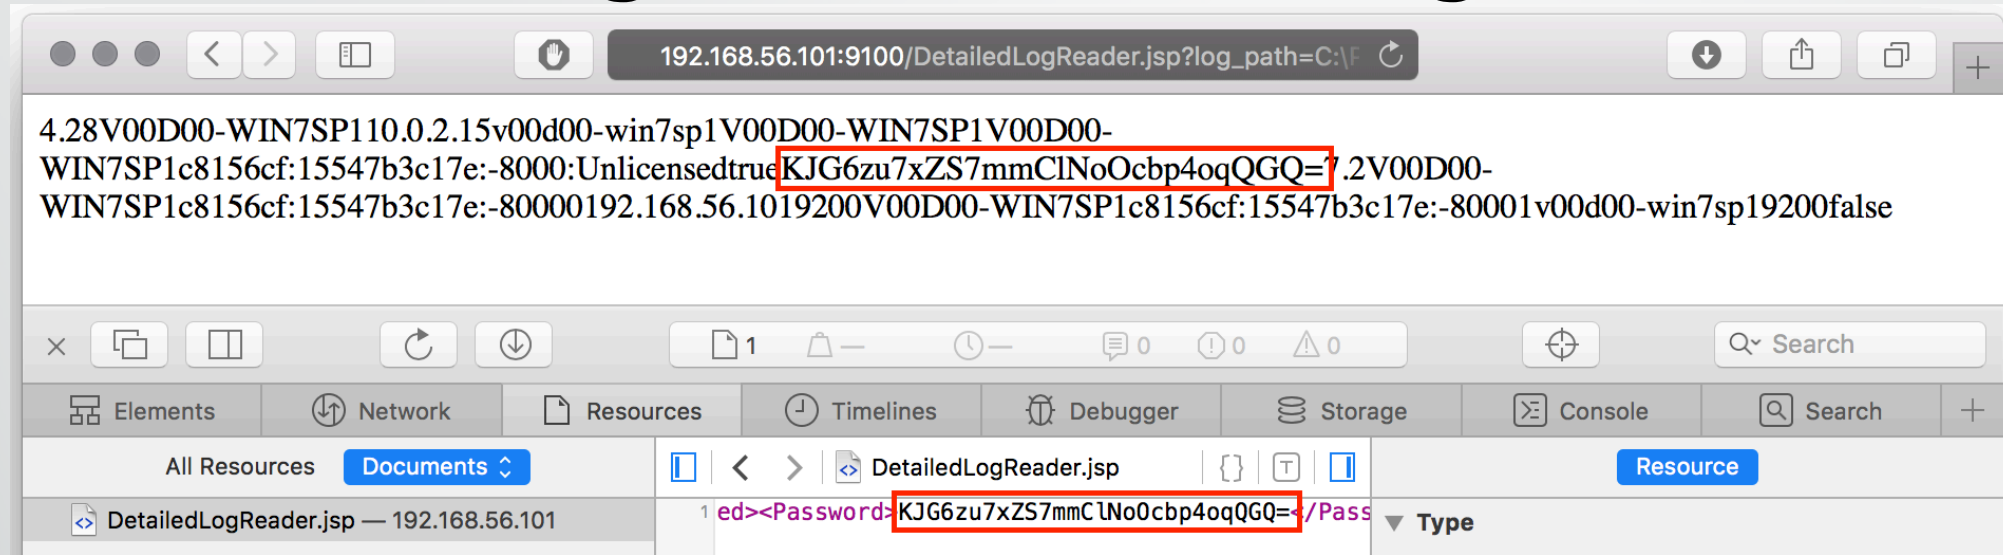 192.168.56.101:9100/DetailedLogReader.jsp?log_path=C:\P
4.28V00D00-WIN7SP110.0.2.15v00d00-win7sp1V00D00-WIN7SP1V00D00-
WIN7SP1c8156cf:15547b3c17e:-8000:UnlicensedtrueKJG6zu7xZS7mmClNoOcbp4oqQGQ=7.2V00D00-
WIN7SP1c8156cf:15547b3c17e:-80000192.168.56.1019200V00D00-WIN7SP1c8156cf:15547b3c17e:-80001v00d00-win7sp19200false
1 — — 0 0 0 Search
Elements Network Resources Timelines Debugger Storage Console Search
All Resources Documents DetailedLogReader.jsp Resource
DetailedLogReader.jsp — 192.168.56.101 1 ed><Password>KJG6zu7xZS7mmClNoOcbp4oqQGQ=</Pass Type